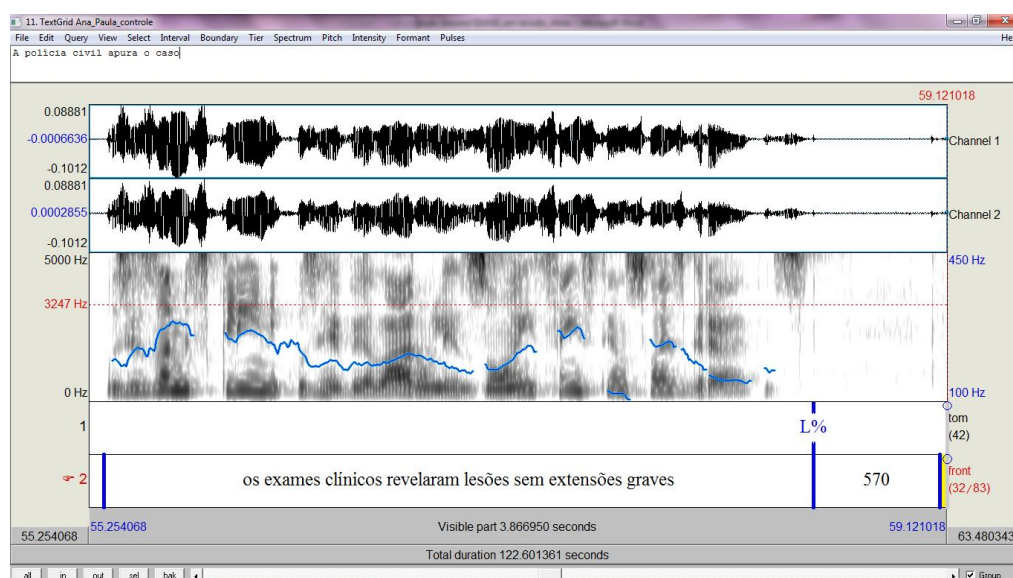 11. TextGrid Ana_Paula_controle
File Edit Query View Select Interval Boundary Tier Spectrum Pitch Intensity Formant Pulses He
A polícia civil apura o caso
59.121018
0.08881
-0.0006636
-0.1012
Channel 1
0.08881
0.0002855
-0.1012
Channel 2
5000 Hz
450 Hz
3247 Hz
0 Hz
100 Hz
1
L%
tom
(42)
2
os exames clínicos revelaram lesões sem extensões graves
570
front
(32/83)
55.254068
55.254068
Visible part 3.866950 seconds
59.121018
63.480343
Total duration 122.601361 seconds
all in out sel bak
Group